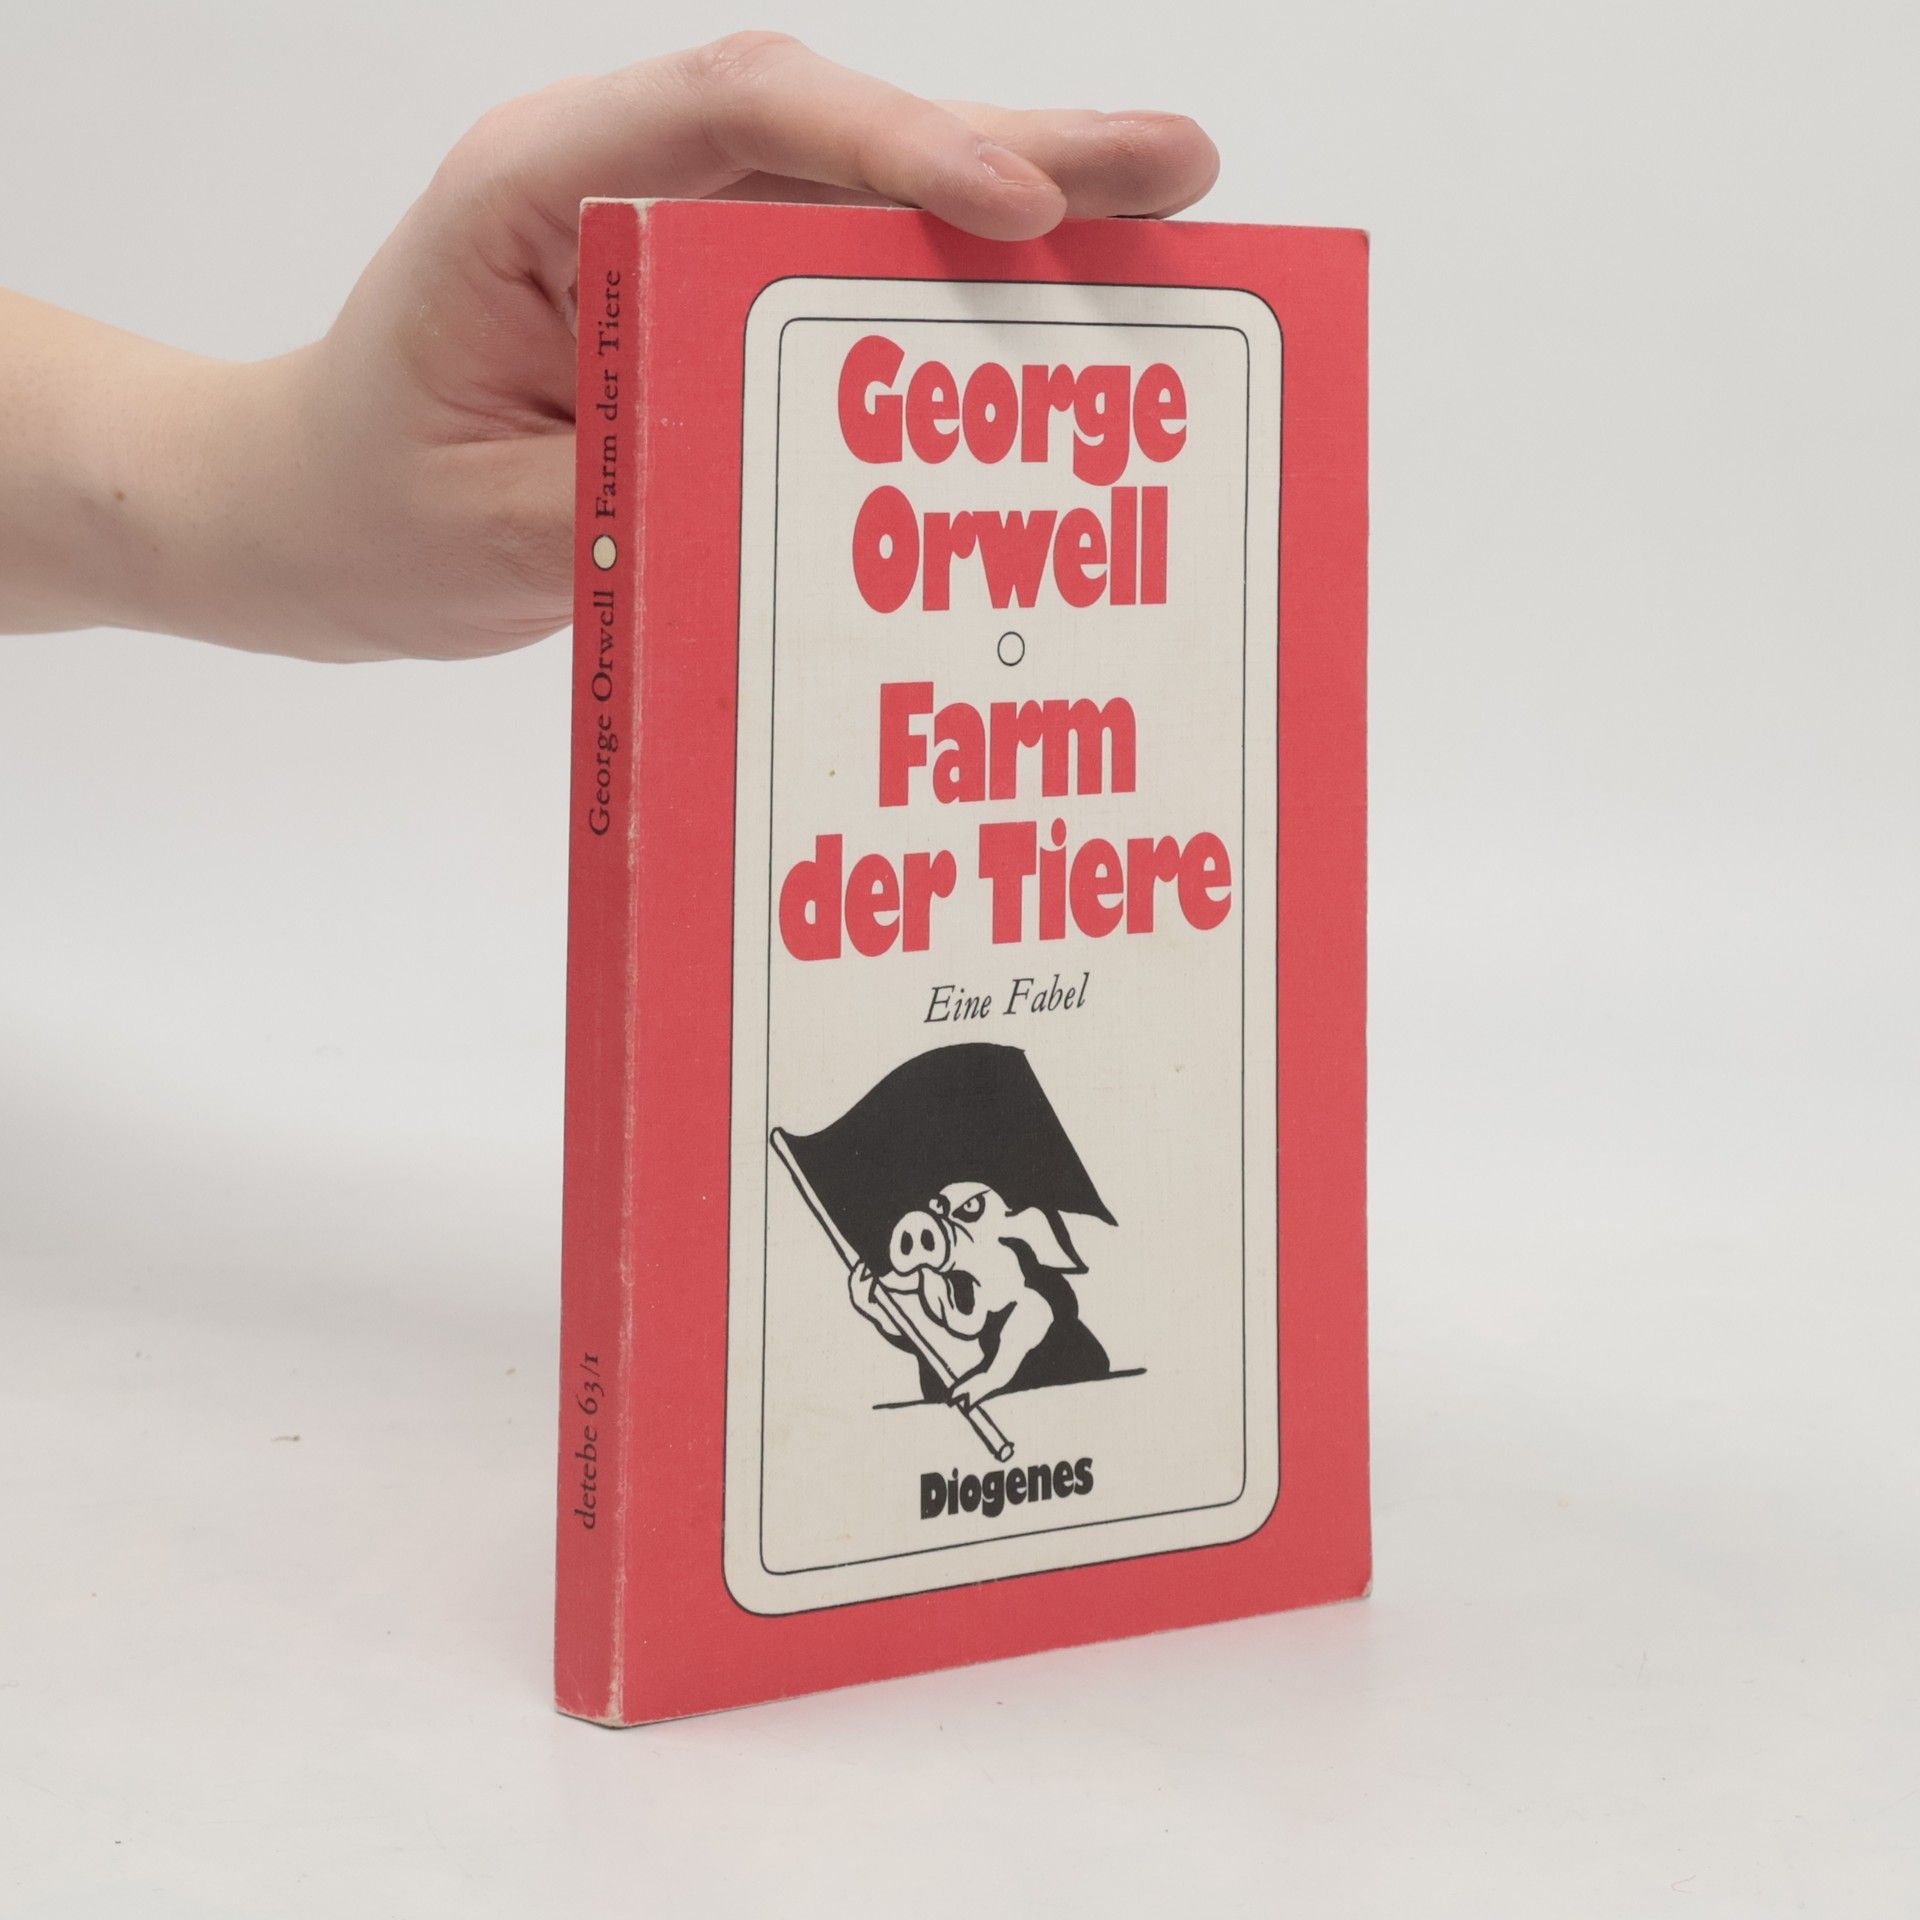 George
Orwell
Farm
der Tiere
Eine Fabel
Diogenes
George Orwell Farm der Tiere
detebe 63/1